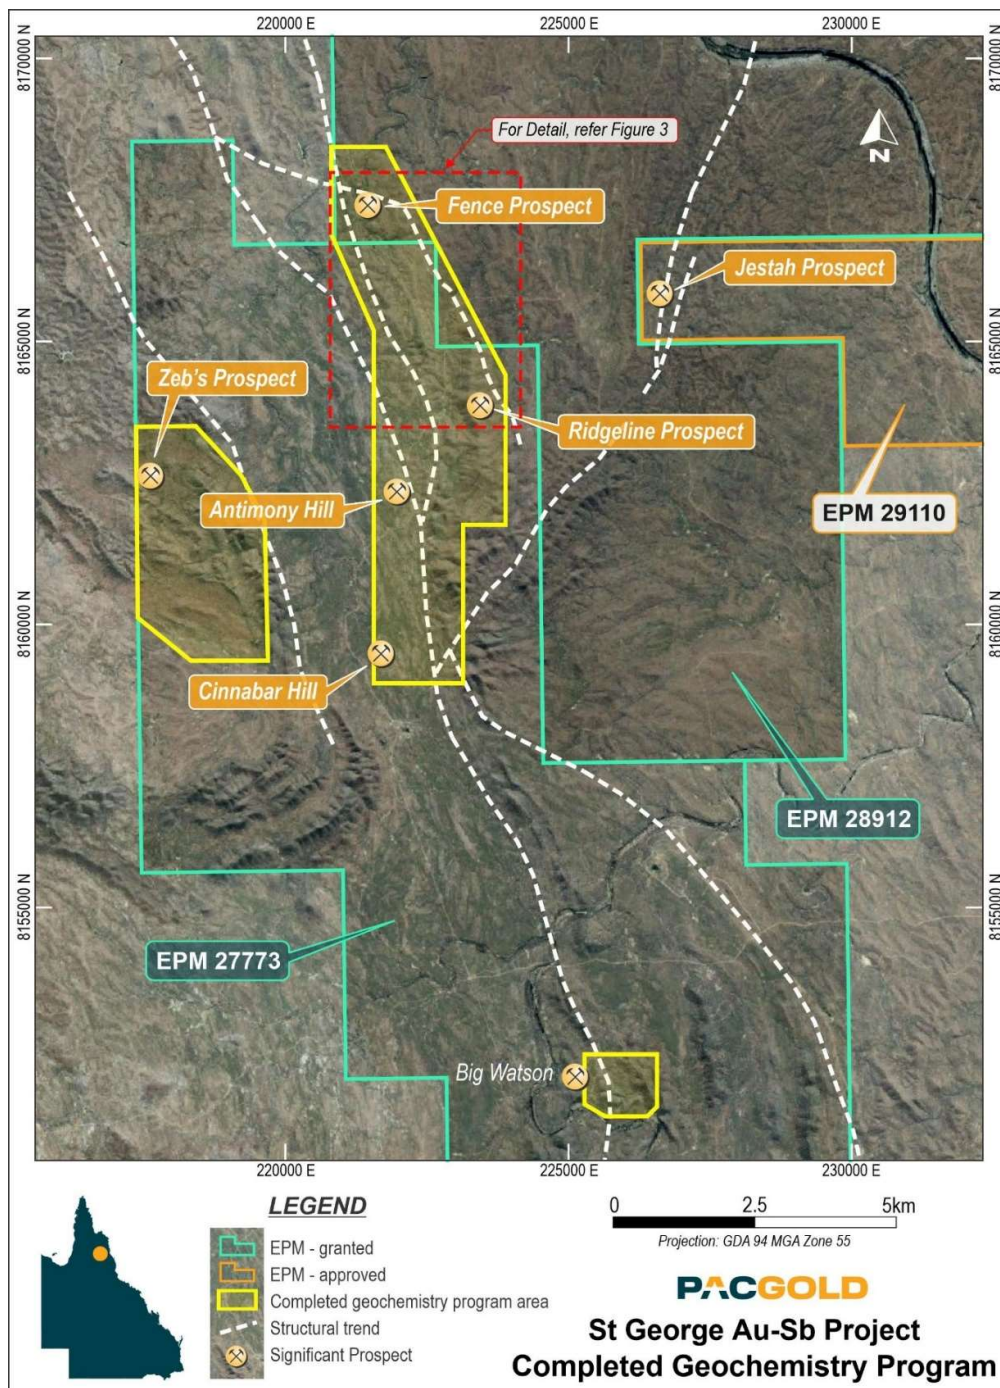 220000 E
225000 E
230000 E
8170000 N
8170000 N
For Detail, refer Figure 3
N
Fence Prospect
Jestah Prospect
8165000 N
8165000 N
Zeb's Prospect
Ridgeline Prospect
Antimony Hill
EPM 29110
8160000 N
8160000 N
Cinnabar Hill
EPM 28912
8155000 N
8155000 N
EPM 27773
Big Watson
220000 E
225000 E
230000 E
LEGEND
EPM - granted
EPM - approved
Completed geochemistry program area
Structural trend
Significant Prospect
0 2.5 5km
Projection: GDA 94 MGA Zone 55
PACGOLD
St George Au-Sb Project
Completed Geochemistry Program